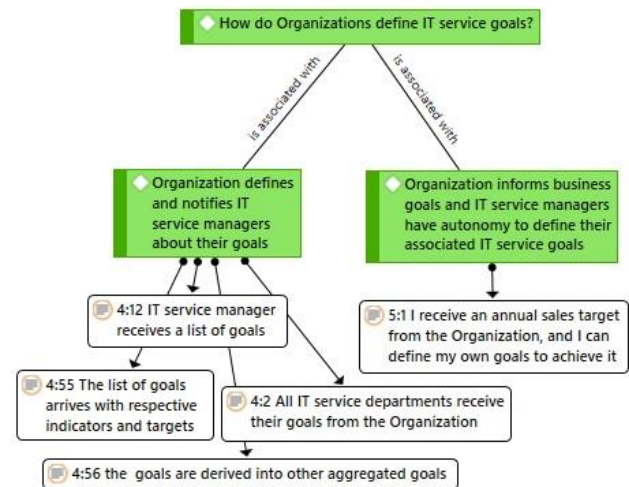 How do Organizations define IT service goals?
is associated with
is associated with
Organization defines
and notifies IT
service managers
about their goals
Organization informs business
goals and IT service managers
have autonomy to define their
associated IT service goals
4:12 IT service manager
receives a list of goals
5:1 I receive an annual sales target
from the Organization, and I can
define my own goals to achieve it
4:55 The list of goals
arrives with respective
indicators and targets
4:2 All IT service departments receive
their goals from the Organization
4:56 the goals are derived into other aggregated goals